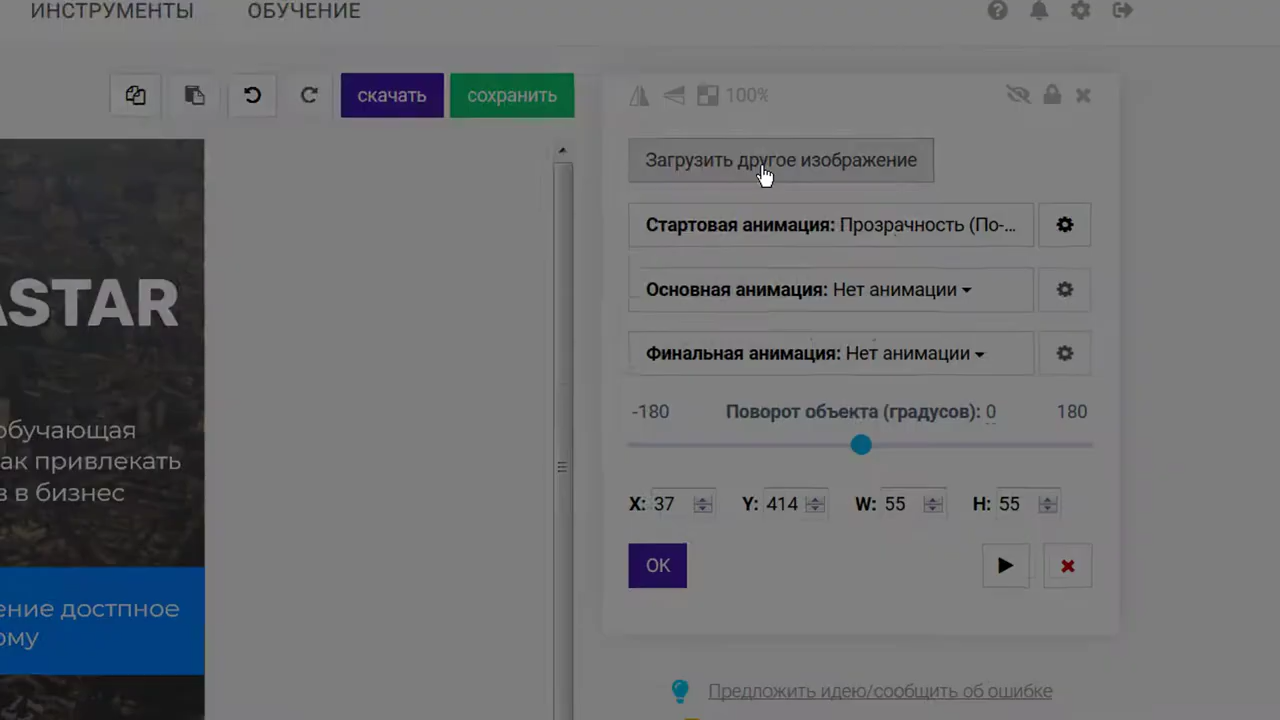 ИНСТРУМЕНТЫ ОБУЧЕНИЕ
скачать сохранить
100%
Загрузить другое изображение
Стартовая анимация: Прозрачность (По-...
Основная анимация: Нет анимации
Финальная анимация: Нет анимации
-180 Поворот объекта (градусов): 0 180
X: 37 Y: 414 W: 55 H: 55
OK
ASTAR
обучающая
ак привлекать
в в бизнес
ение достпное
ому
Предложить идею/сообщить об ошибке